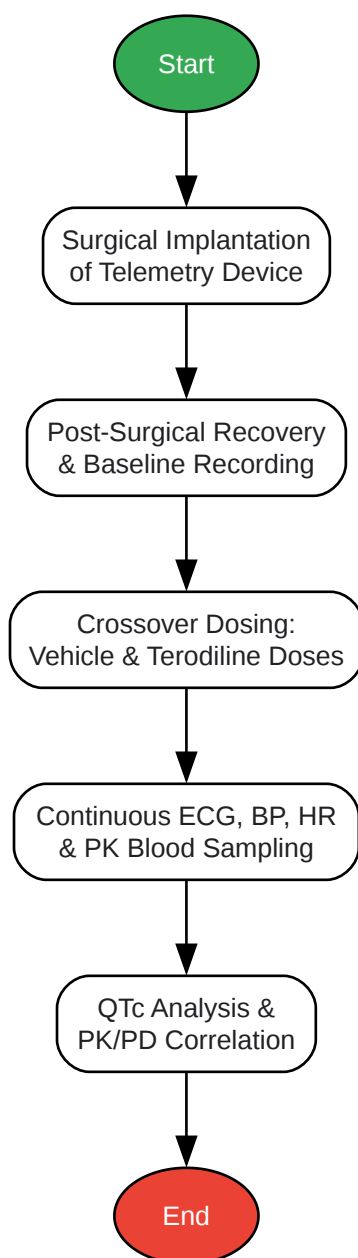 Start
Surgical Implantation
of Telemetry Device
Post-Surgical Recovery
& Baseline Recording
Crossover Dosing:
Vehicle & Terodiline Doses
Continuous ECG, BP, HR
& PK Blood Sampling
QTc Analysis &
PK/PD Correlation
End